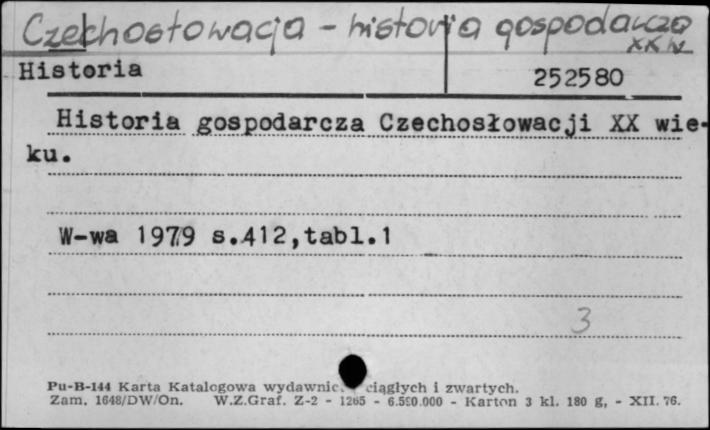 Czechosłowacja - historia gospodarcza
XX w
Historia 252580
Historia gospodarcza Czechosłowacji XX wie-
ku.
W-wa 1979 s.412,tabl.1
3
Pu-B-144 Karta Katalogowa ciągłych i zwartych.
Zam. 1648/DW/On. W.Z.Graf. Z-2 - 1265 - 6.550.000 - Karton 3 kl. 180 g, - XII. 76.